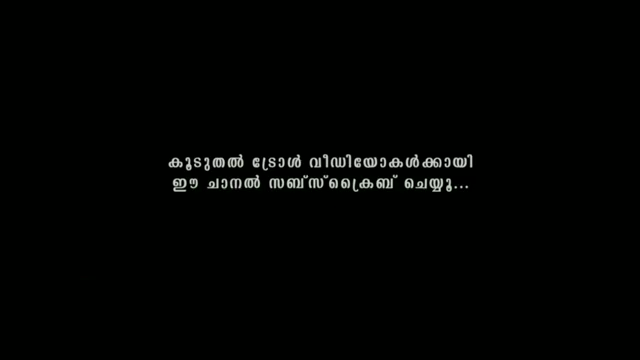 കൂടുതൽ ട്രോൾ വീഡിയോകൾക്കായി
ഈ ചാനൽ സബ്സ്ക്രൈബ് ചെയ്യൂ...